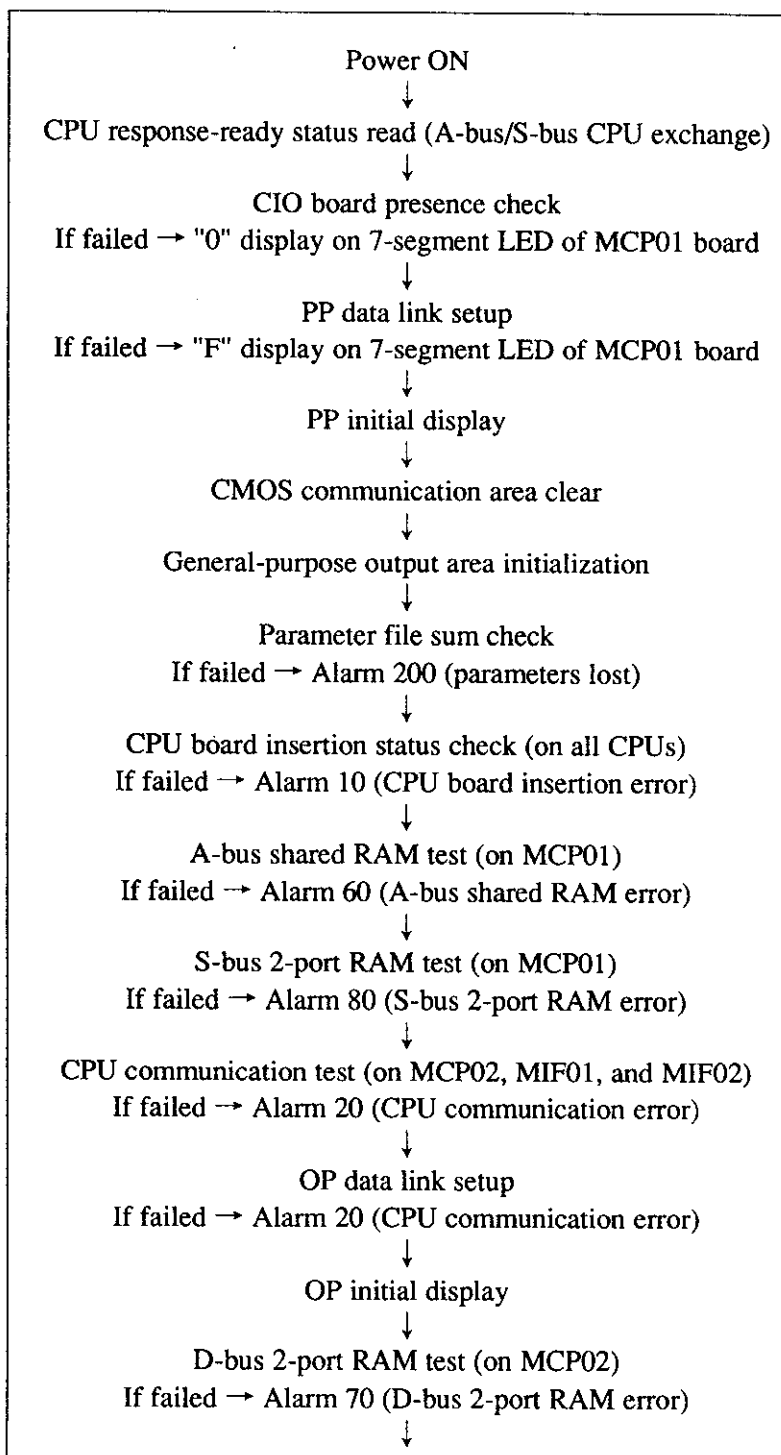 Power ON
↓
CPU response-ready status read (A-bus/S-bus CPU exchange)
↓
CIO board presence check
If failed → "0" display on 7-segment LED of MCP01 board
↓
PP data link setup
If failed → "F" display on 7-segment LED of MCP01 board
↓
PP initial display
↓
CMOS communication area clear
↓
General-purpose output area initialization
↓
Parameter file sum check
If failed → Alarm 200 (parameters lost)
↓
CPU board insertion status check (on all CPUs)
If failed → Alarm 10 (CPU board insertion error)
↓
A-bus shared RAM test (on MCP01)
If failed → Alarm 60 (A-bus shared RAM error)
↓
S-bus 2-port RAM test (on MCP01)
If failed → Alarm 80 (S-bus 2-port RAM error)
↓
CPU communication test (on MCP02, MIF01, and MIF02)
If failed → Alarm 20 (CPU communication error)
↓
OP data link setup
If failed → Alarm 20 (CPU communication error)
↓
OP initial display
↓
D-bus 2-port RAM test (on MCP02)
If failed → Alarm 70 (D-bus 2-port RAM error)
↓